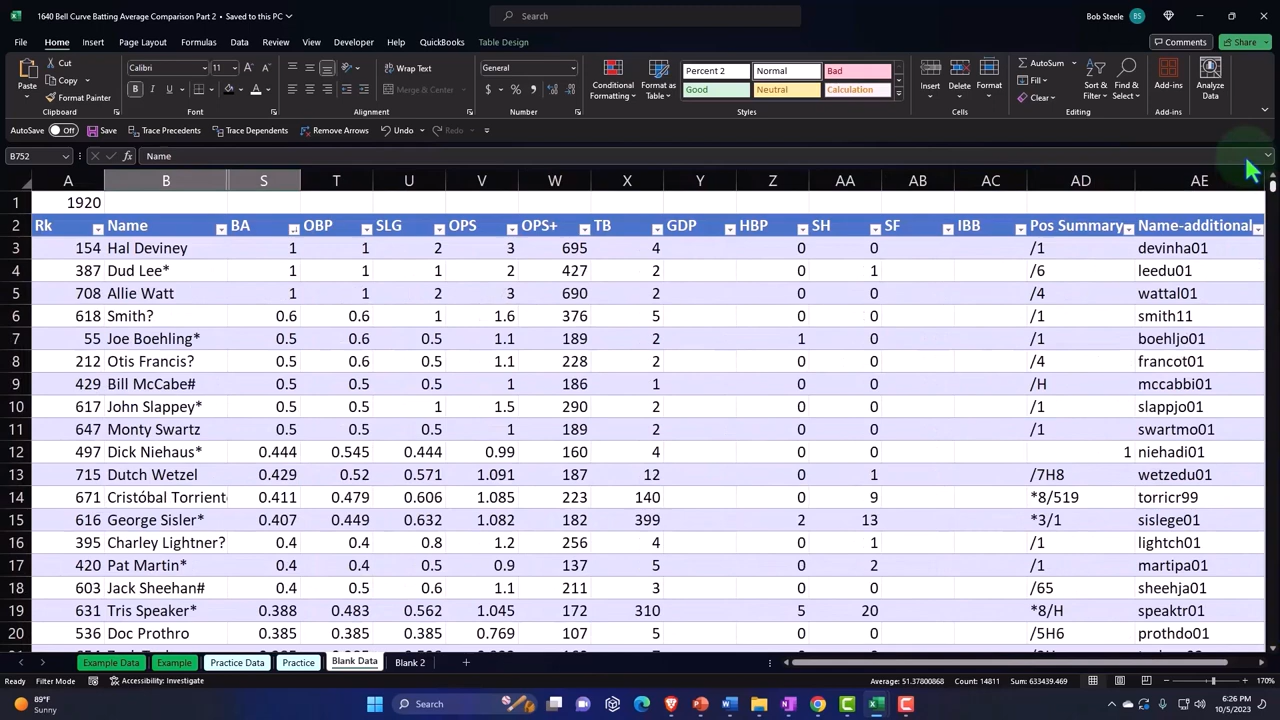 1640 Bell Curve Batting Average Comparison Part 2 • Saved to this PC
Search
Bob Steele BS
File Home Insert Page Layout Formulas Data Review View Developer Help QuickBooks Table Design
Comments Share
Paste Cut Calibri 11 Wrap Text General Conditional Formatting Format as Table Percent 2 Normal Bad Insert Delete Format AutoSum Sort & Filter Find & Select Add-ins Analyze Data
Copy Merge & Center Good Neutral Calculation Fill
Format Painter Clear
Clipboard Font Alignment Number Styles Cells Editing Add-ins
AutoSave Off Save Trace Precedents Trace Dependents Remove Arrows Undo Redo
B752 fx Name
A B S T U V W X Y Z AA AB AC AD AE
1 1920
2 Rk Name BA OBP SLG OPS OPS+ TB GDP HBP SH SF IBB Pos Summary Name-additional
3 154 Hal Deviney 1 1 2 3 695 4 0 0 /1 devinha01
4 387 Dud Lee* 1 1 1 2 427 2 0 1 /6 leedu01
5 708 Allie Watt 1 1 2 3 690 2 0 0 /4 wattal01
6 618 Smith? 0.6 0.6 1 1.6 376 5 0 0 /1 smith11
7 55 Joe Boehling* 0.5 0.6 0.5 1.1 189 2 1 0 /1 boehljo01
8 212 Otis Francis? 0.5 0.6 0.5 1.1 228 2 0 0 /4 francot01
9 429 Bill McCabe# 0.5 0.5 0.5 1 186 1 0 0 /H mccabbi01
10 617 John Slappey* 0.5 0.5 1 1.5 290 2 0 0 /1 slappjo01
11 647 Monty Swartz 0.5 0.5 0.5 1 189 2 0 0 /1 swartmo01
12 497 Dick Niehaus* 0.444 0.545 0.444 0.99 160 4 0 0 1 niehadi01
13 715 Dutch Wetzel 0.429 0.52 0.571 1.091 187 12 0 1 /7H8 wetzedu01
14 671 Cristóbal Torrient 0.411 0.479 0.606 1.085 223 140 0 9 *8/519 torricr99
15 616 George Sisler* 0.407 0.449 0.632 1.082 182 399 2 13 *3/1 sislege01
16 395 Charley Lightner? 0.4 0.4 0.8 1.2 256 4 0 1 /1 lightch01
17 420 Pat Martin* 0.4 0.4 0.5 0.9 137 5 0 2 /1 martipa01
18 603 Jack Sheehan# 0.4 0.5 0.6 1.1 211 3 0 0 /65 sheehja01
19 631 Tris Speaker* 0.388 0.483 0.562 1.045 172 310 5 20 *8/H speaktr01
20 536 Doc Prothro 0.385 0.385 0.385 0.769 107 5 0 0 /5H6 prothdo01
Example Data Example Practice Data Practice Blank Data Blank 2
Ready Filter Mode Accessibility: Investigate Average: 51.37800868 Count: 14811 Sum: 633439.469 170%
89°F Sunny Search 6:26 PM 10/5/2023